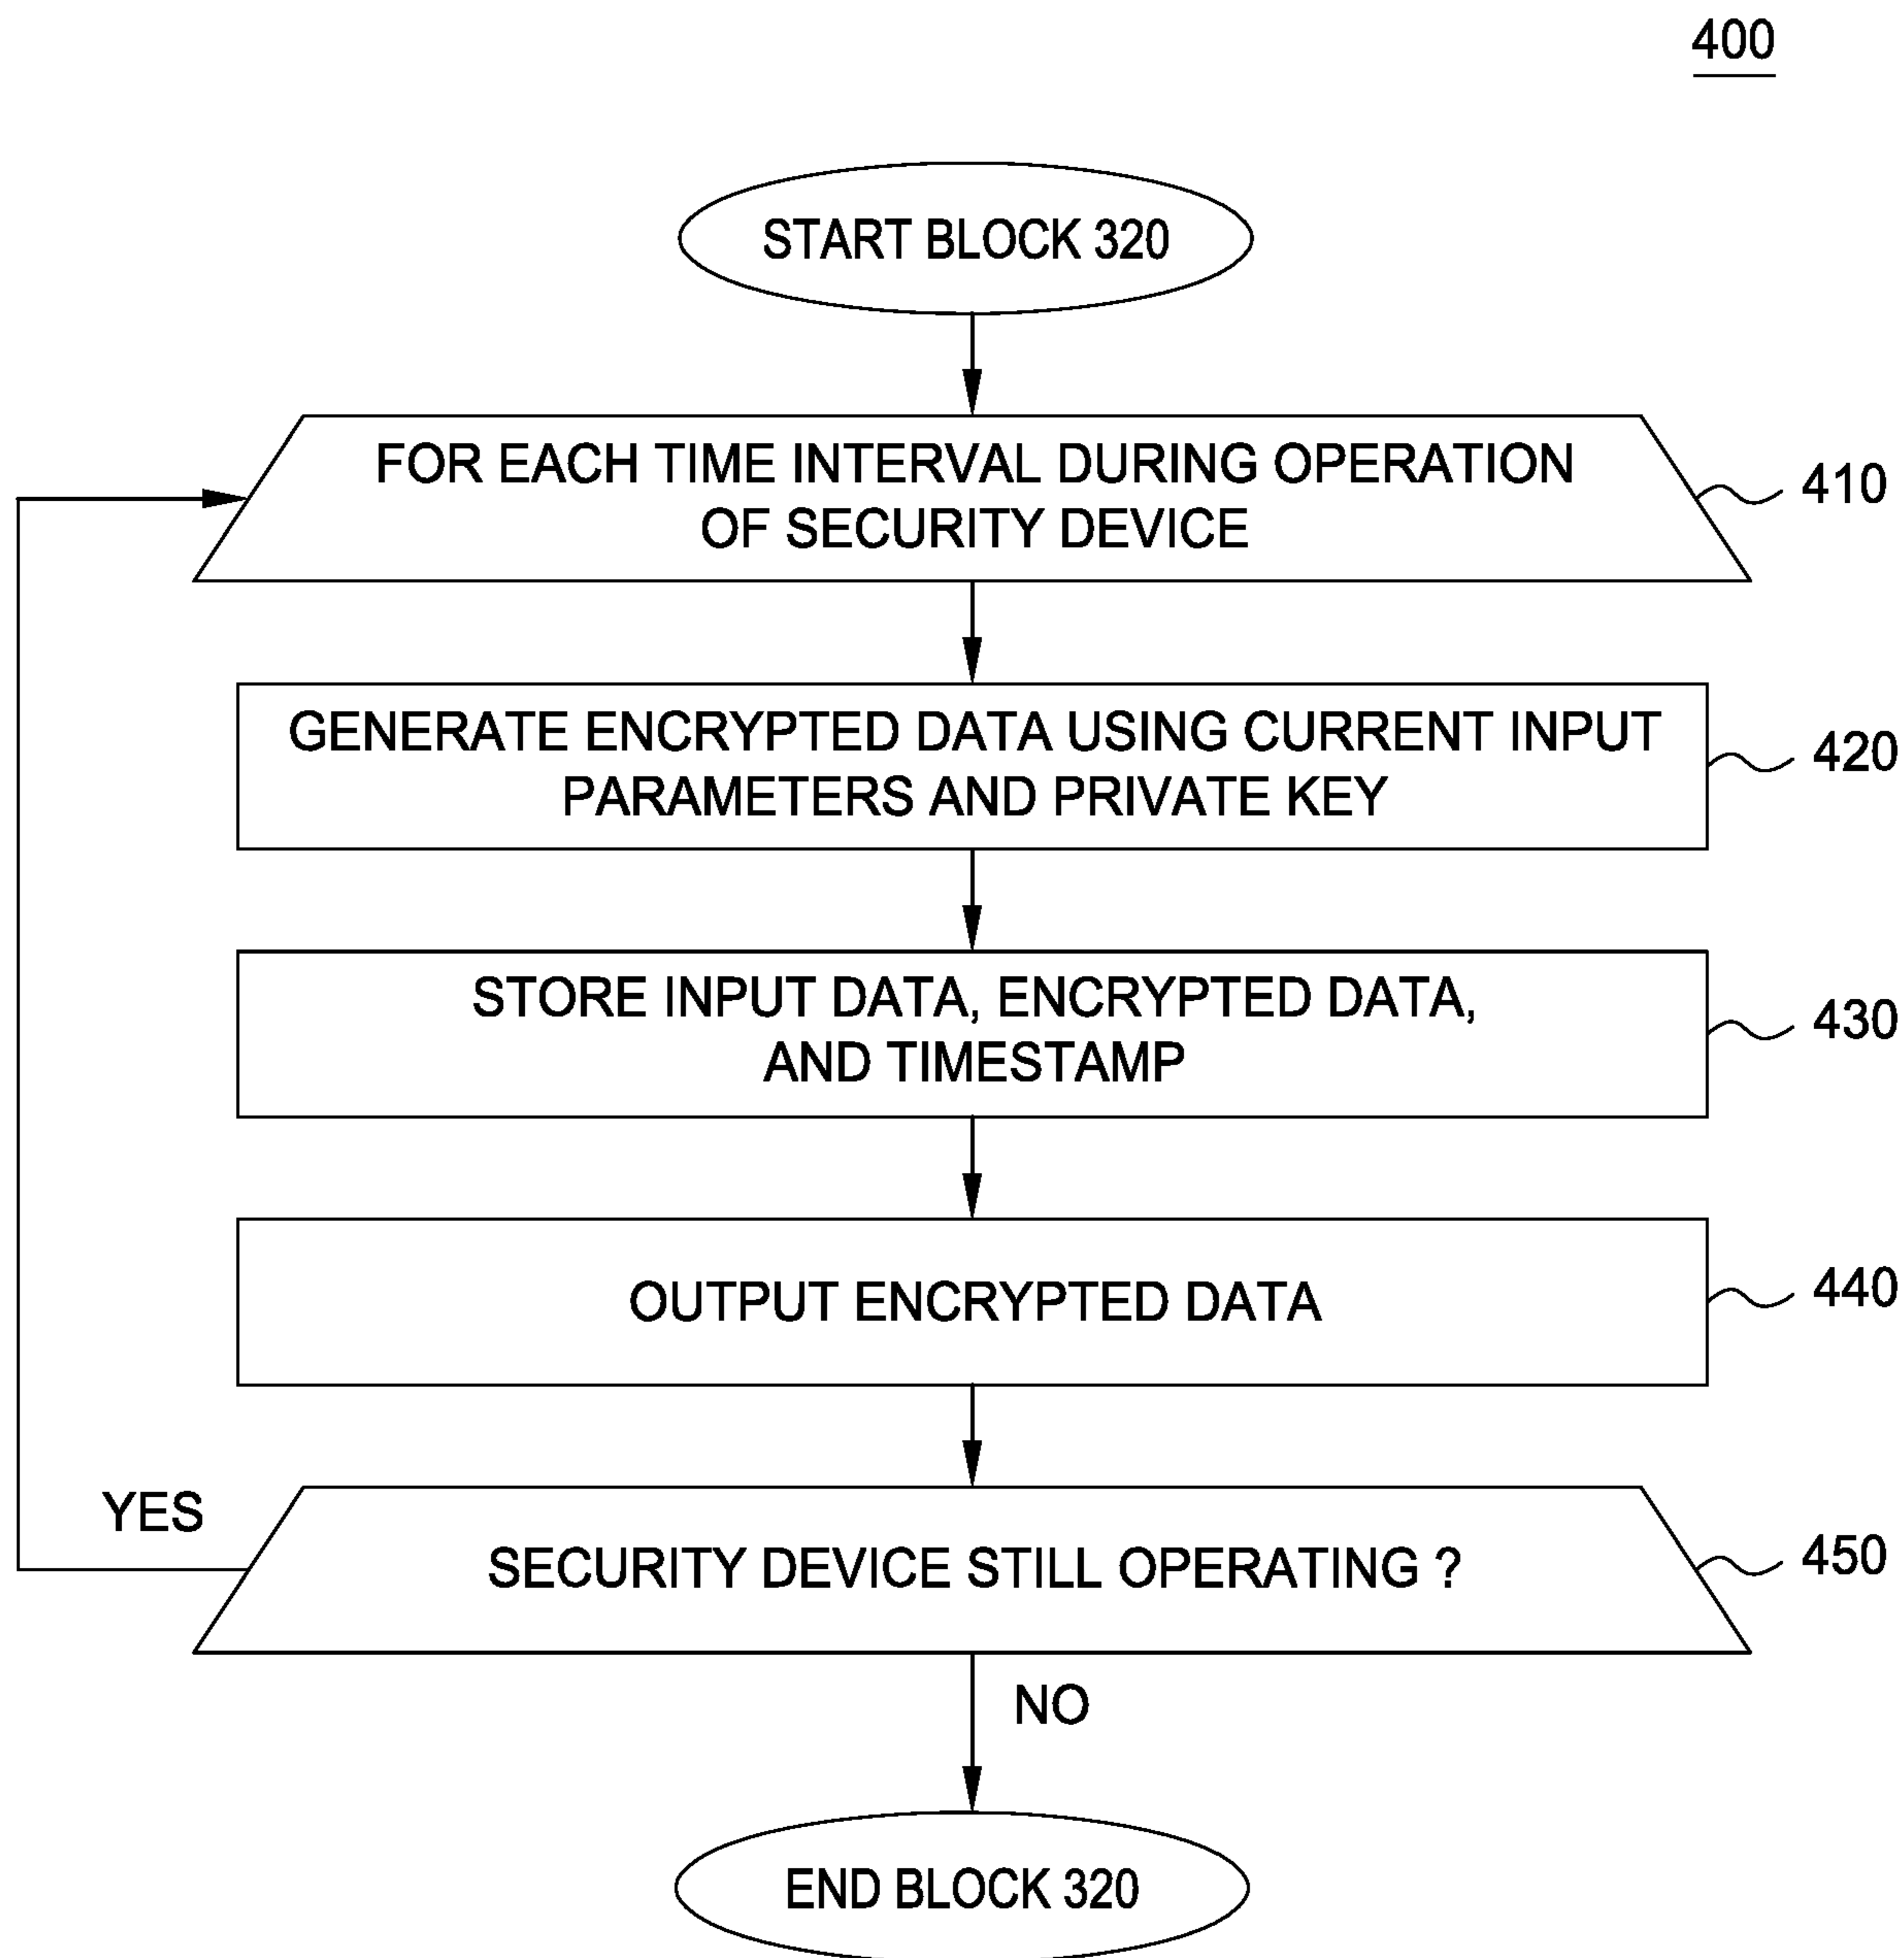 400
START BLOCK 320
FOR EACH TIME INTERVAL DURING OPERATION
OF SECURITY DEVICE
410
GENERATE ENCRYPTED DATA USING CURRENT INPUT
PARAMETERS AND PRIVATE KEY
420
STORE INPUT DATA, ENCRYPTED DATA,
AND TIMESTAMP
430
OUTPUT ENCRYPTED DATA
440
YES
SECURITY DEVICE STILL OPERATING ?
450
NO
END BLOCK 320